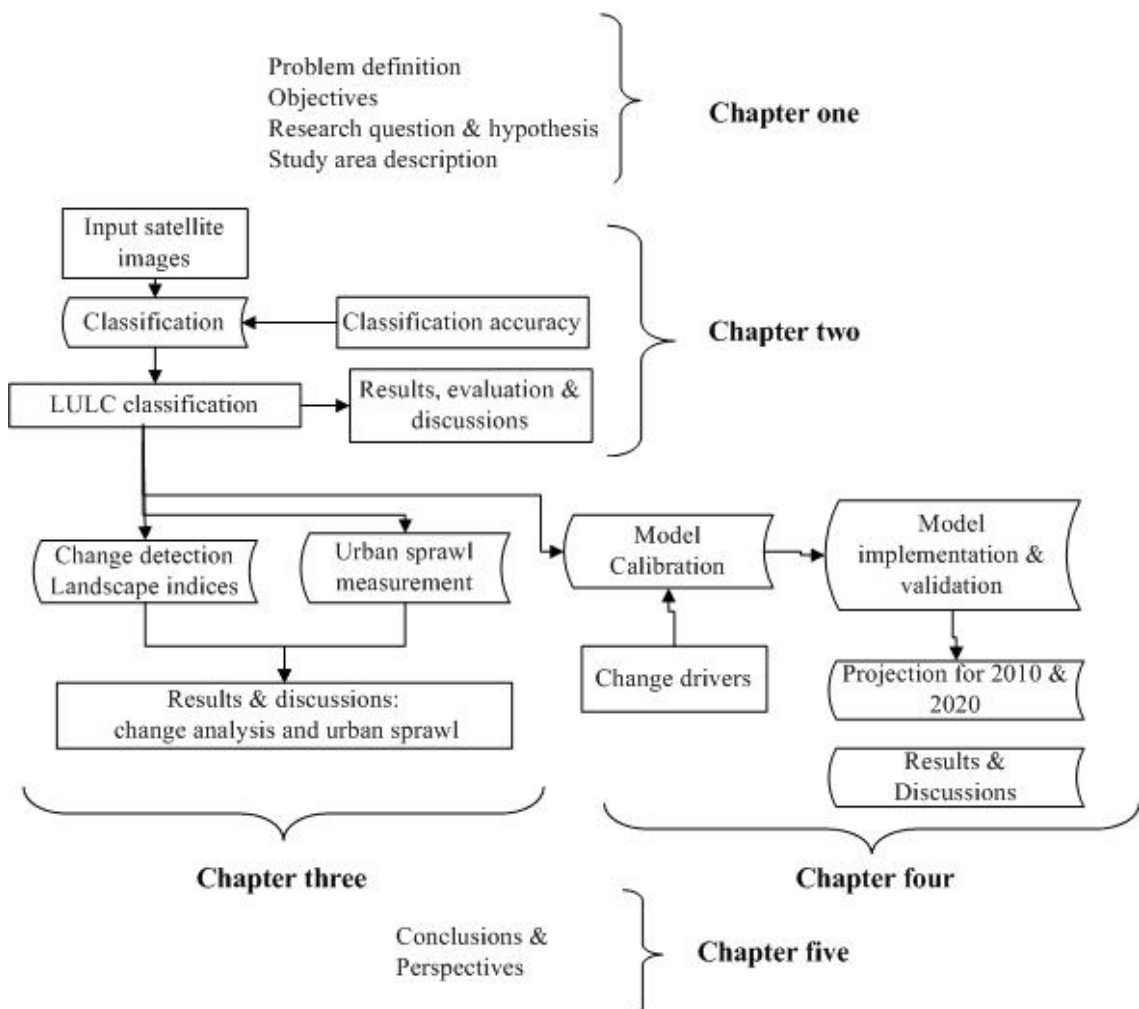 Problem definition
Objectives
Research question & hypothesis
Study area description
Chapter one
Input satellite
images
Classification
Classification accuracy
Chapter two
LULC classification
Results, evaluation &
discussions
Change detection
Landscape indices
Urban sprawl
measurement
Model
Calibration
Model
implementation &
validation
Change drivers
Projection for 2010 &
2020
Results & discussions:
change analysis and urban sprawl
Results &
Discussions
Chapter three
Chapter four
Conclusions &
Perspectives
Chapter five